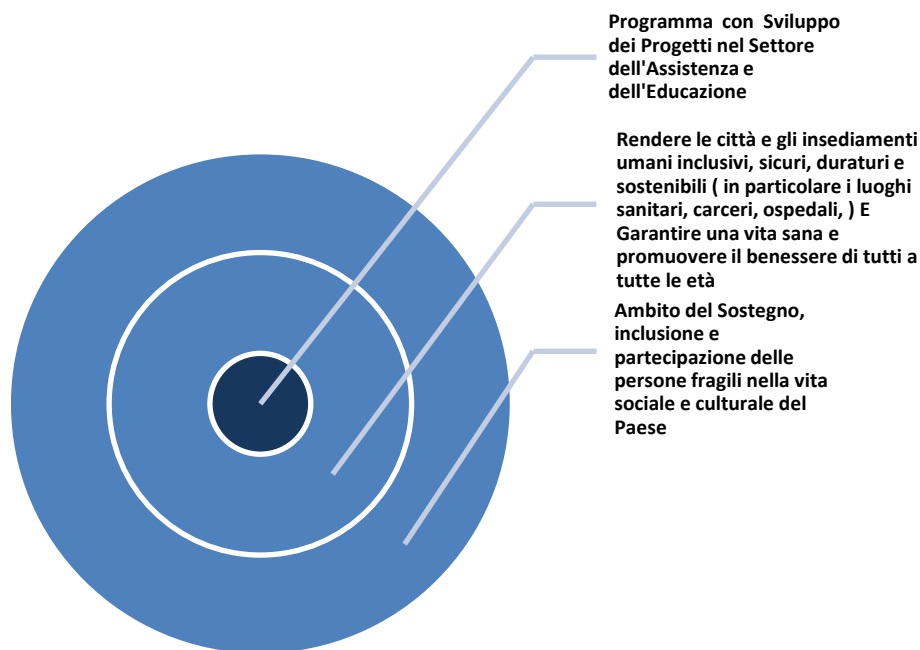 Programma con Sviluppo
dei Progetti nel Settore
dell'Assistenza e
dell'Educazione
Rendere le città e gli insediamenti
umani inclusivi, sicuri, duraturi e
sostenibili ( in particolare i luoghi
sanitari, carceri, ospedali, ) E
Garantire una vita sana e
promuovere il benessere di tutti a
tutte le età
Ambito del Sostegno,
inclusione e
partecipazione delle
persone fragili nella vita
sociale e culturale del
Paese